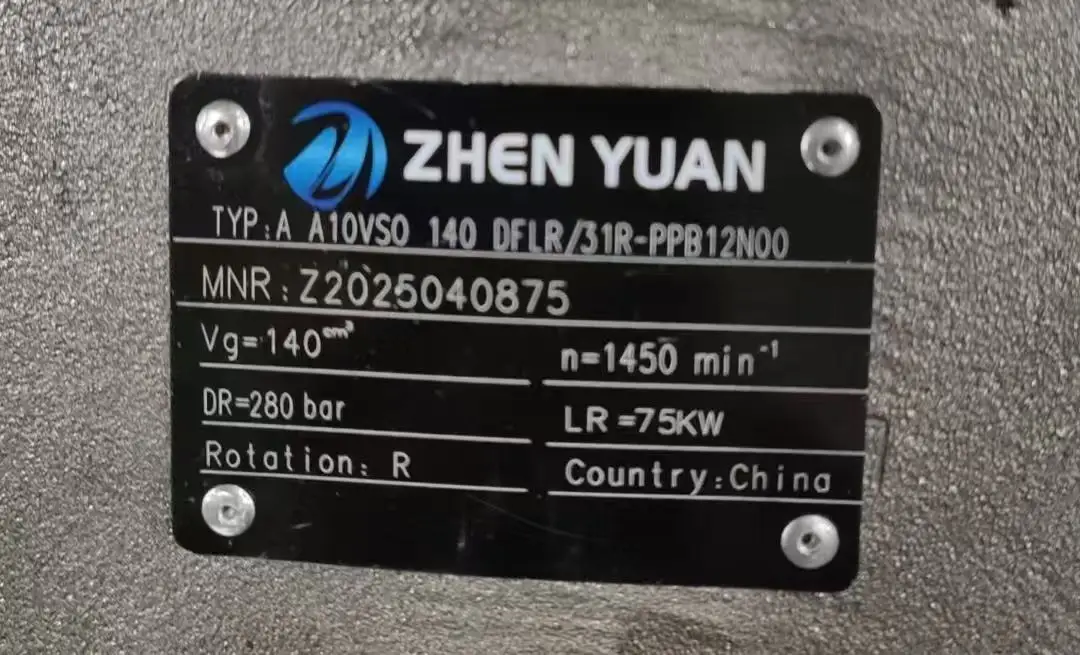 ZHEN YUAN
TYP:A A10VSO 140 DFLR/31R-PPB12N00
MNR:Z2025040875
Vg=140cm³
n=1450 min⁻¹
DR=280 bar
LR=75KW
Rotation: R
Country:China